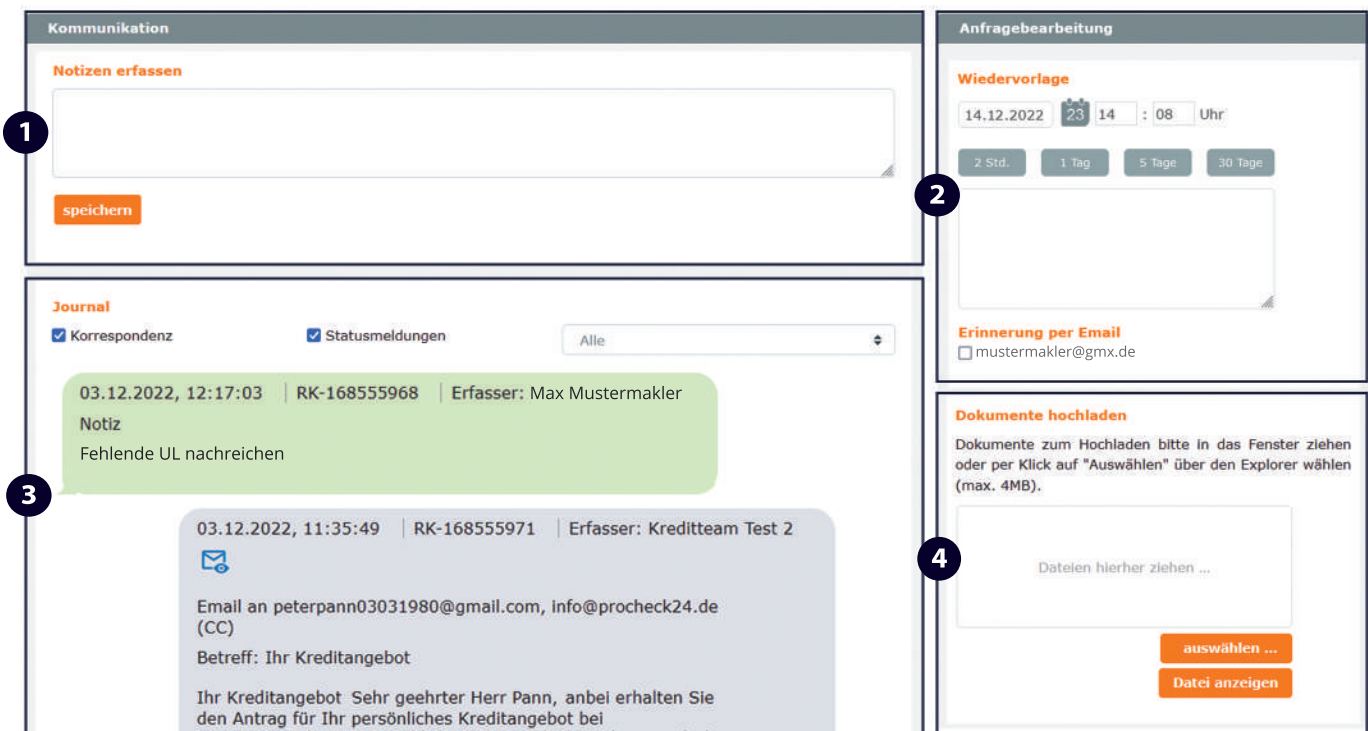 Kommunikation
Notizen erfassen
1
speichern
Anfragebearbeitung
Wiedervorlage
14.12.2022 23 14 : 08 Uhr
2 Std. 1 Tag 5 Tage 30 Tage
2
Erinnerung per Email
mustermakler@gmx.de
Journal
Korrespondenz Statusmeldungen Alle
03.12.2022, 12:17:03 | RK-168555968 | Erfasser: Max Mustermakler
Notiz
Fehlende UL nachreichen
3
03.12.2022, 11:35:49 | RK-168555971 | Erfasser: Kreditteam Test 2
Email an peterpann03031980@gmail.com, info@procheck24.de
(CC)
Betreff: Ihr Kreditangebot
Ihr Kreditangebot Sehr geehrter Herr Pann, anbei erhalten Sie
den Antrag für Ihr persönliches Kreditangebot bei
Dokumente hochladen
Dokumente zum Hochladen bitte in das Fenster ziehen
oder per Klick auf "Auswählen" über den Explorer wählen
(max. 4MB).
4
Dateien hierher ziehen ...
auswählen ...
Datei anzeigen